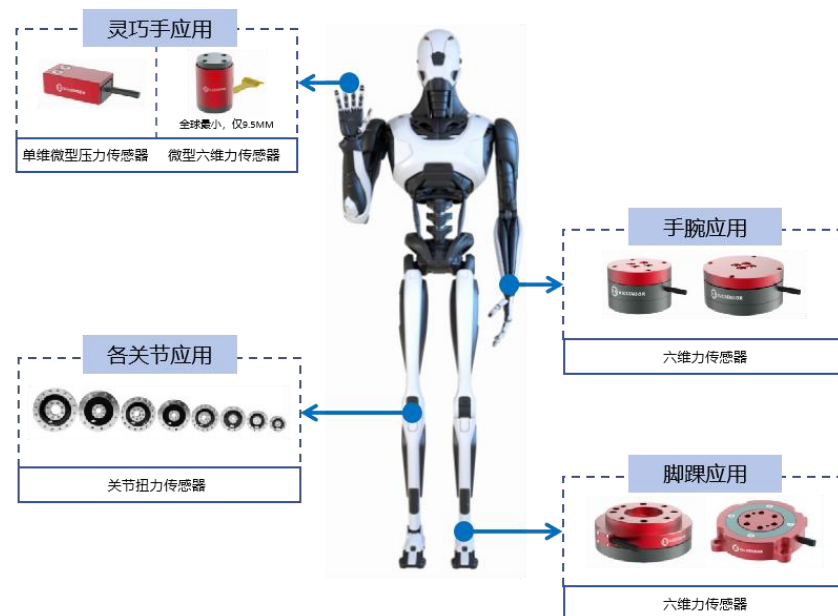 灵巧手应用
全球最小，仅9.5MM
单维微型压力传感器
微型六维力传感器
手腕应用
六维力传感器
各关节应用
关节扭力传感器
脚踝应用
六维力传感器